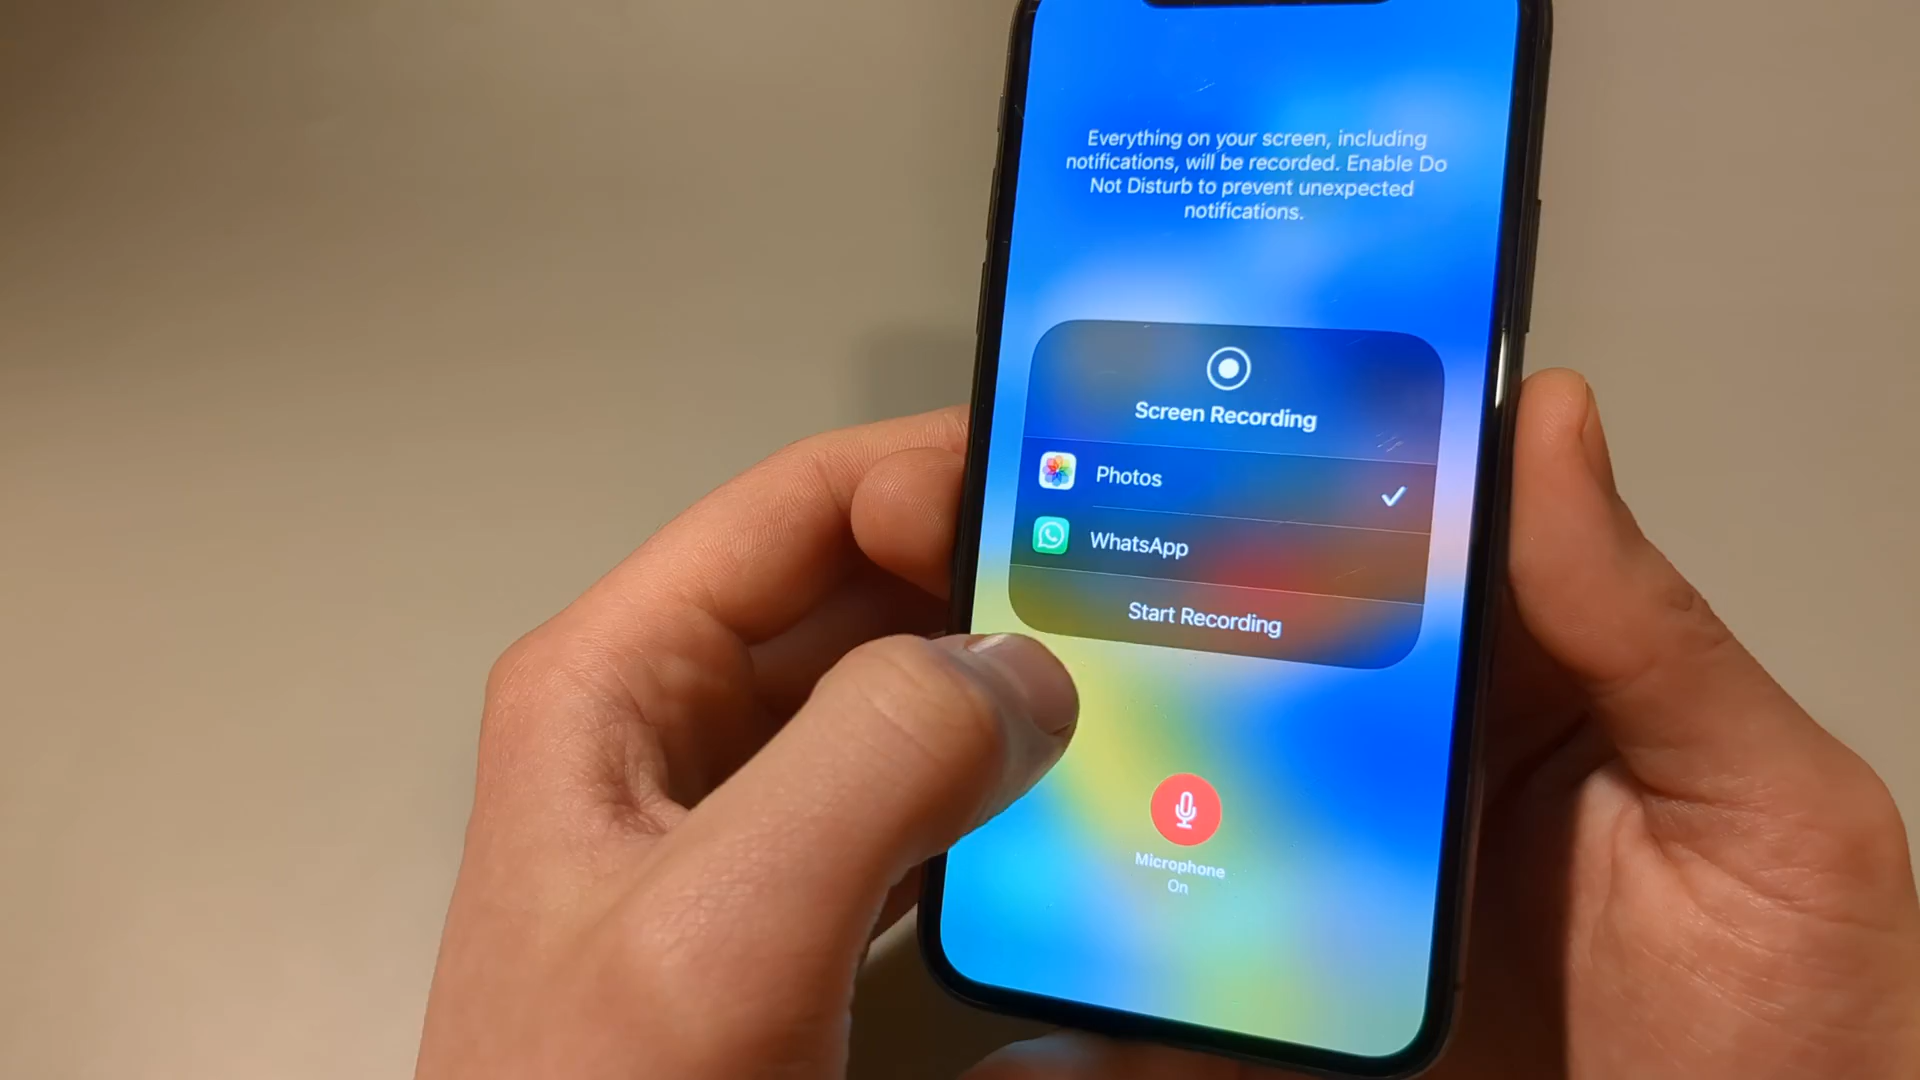 Everything on your screen, including
notifications, will be recorded. Enable Do
Not Disturb to prevent unexpected
notifications.
Screen Recording
Photos
WhatsApp
Start Recording
Microphone
On